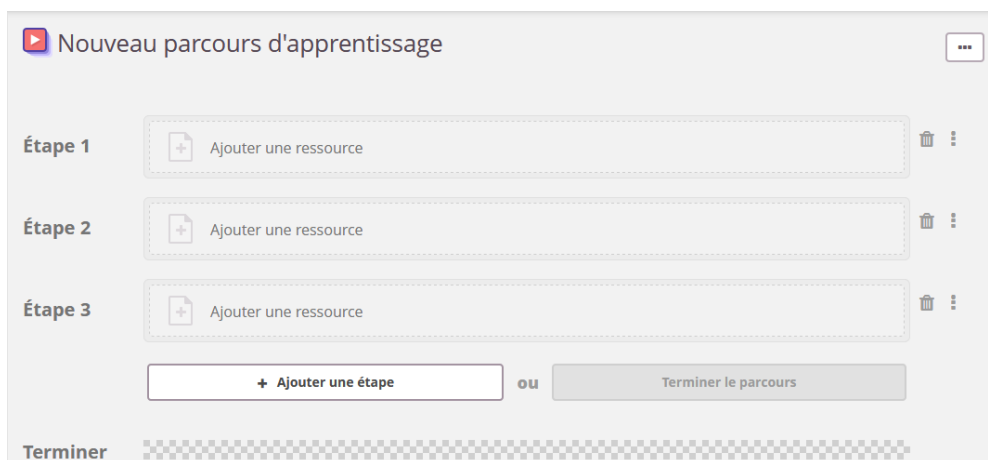 Nouveau parcours d'apprentissage
Étape 1
Ajouter une ressource
Étape 2
Ajouter une ressource
Étape 3
Ajouter une ressource
+ Ajouter une étape ou Terminer le parcours
Terminer